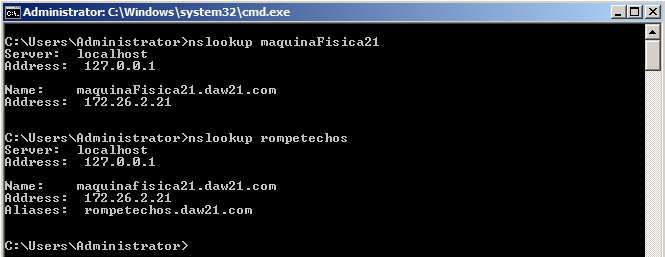 Administrator: C:\Windows\system32\cmd.exe
C:\Users\Administrator>nslookup maquinaFisica21
Server:  localhost
Address:  127.0.0.1
Name:    maquinaFisica21.daw21.com
Address:  172.26.2.21
C:\Users\Administrator>nslookup rompetechos
Server:  localhost
Address:  127.0.0.1
Name:    maquinafisica21.daw21.com
Address:  172.26.2.21
Aliases:  rompetechos.daw21.com
C:\Users\Administrator>